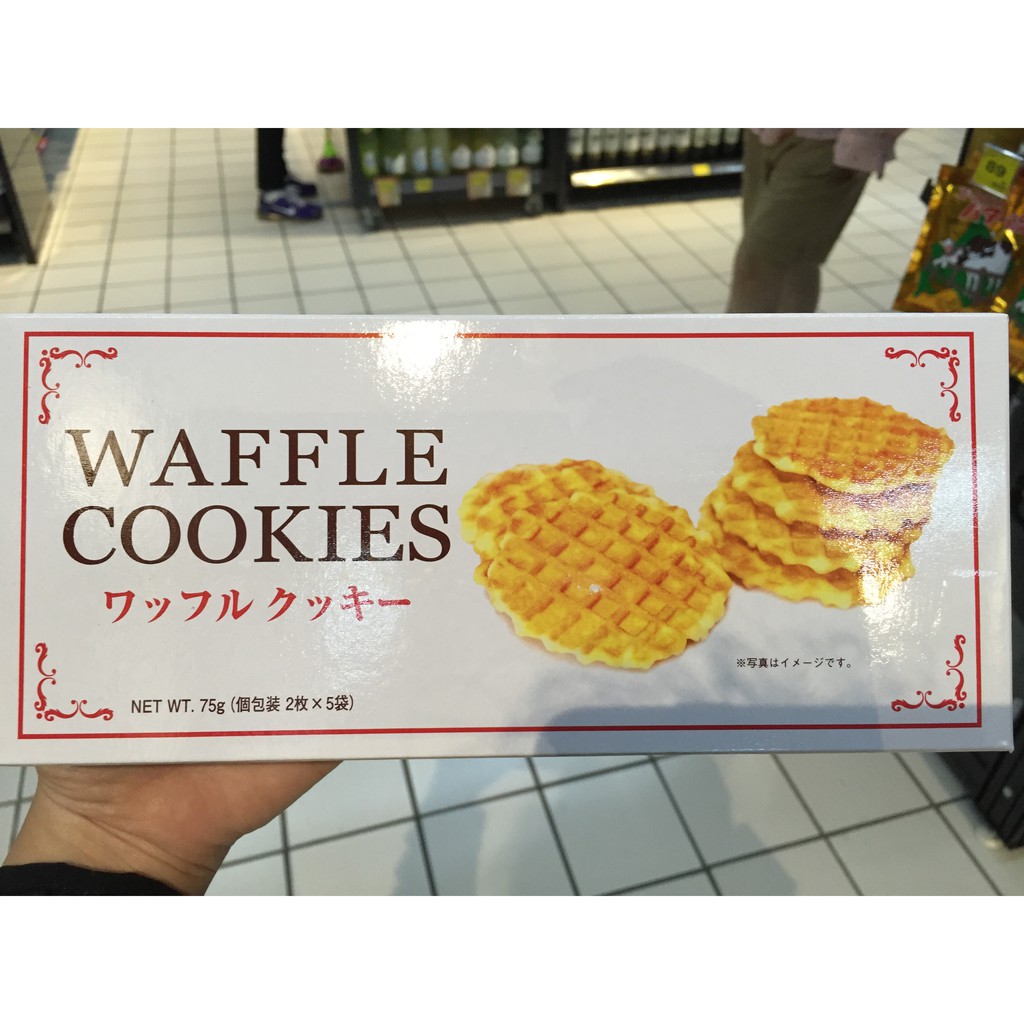 WAFFLE
COOKIES
ワッフル クッキー
※写真はイメージです。
NET WT. 75g (個包装 2枚×5袋)
89